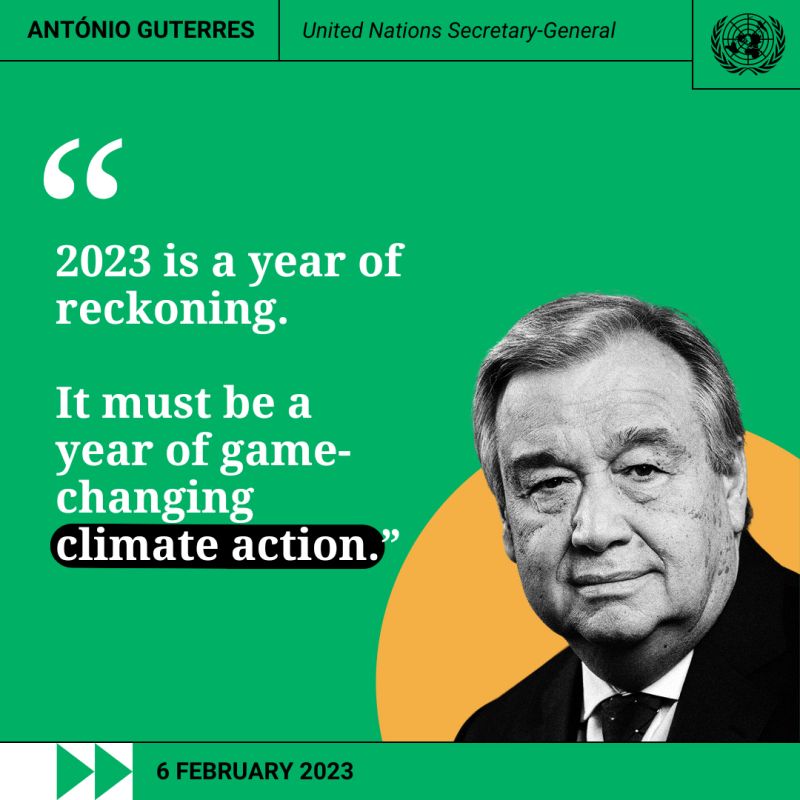 ANTÓNIO GUTERRES
United Nations Secretary-General
“
2023 is a year of
reckoning.
It must be a
year of game-
changing
climate action.”
6 FEBRUARY 2023